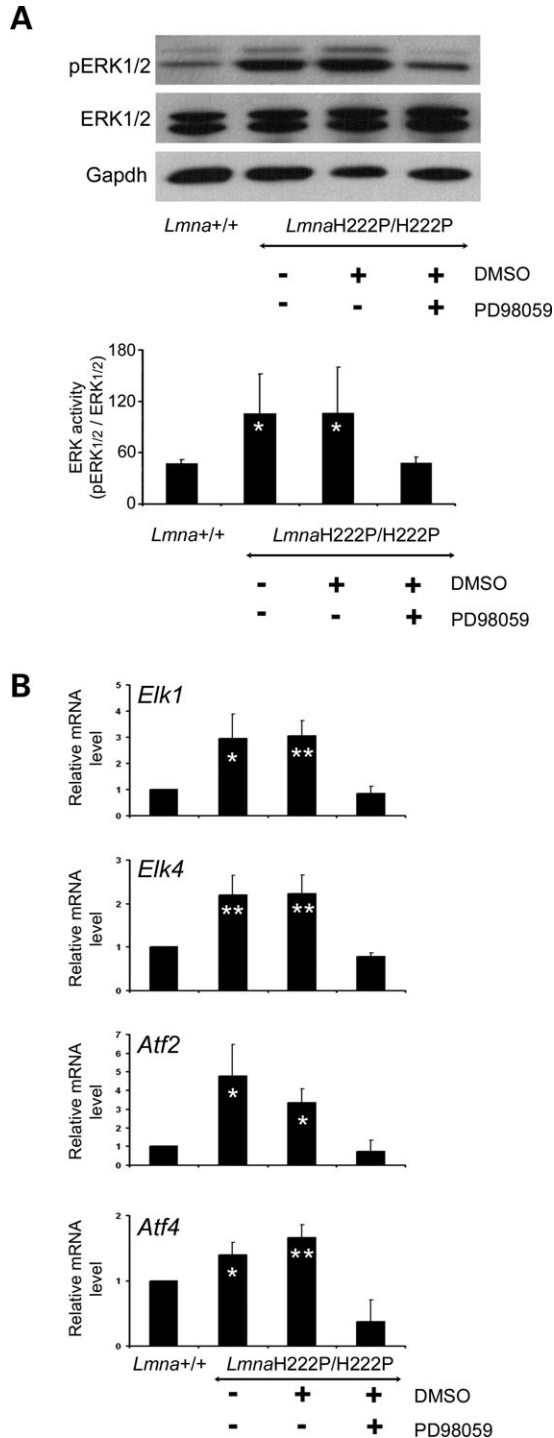 A
pERK1/2
ERK1/2
Gapdh
Lmna+/+ LmnaH222P/H222P
- + + DMSO
- - + PD98059
ERK activity
(pERK1/2 / ERK1/2)
180
120
60
0
* *
Lmna+/+ LmnaH222P/H222P
- + + DMSO
- - + PD98059
B
Elk1
Relative mRNA
level
5
4
3
2
1
0
* **
Elk4
Relative mRNA
level
3
2
1
0
** **
Atf2
Relative mRNA
level
7
6
5
4
3
2
1
0
* *
Atf4
Relative mRNA
level
2
1
0
* **
Lmna+/+ LmnaH222P/H222P
- + + DMSO
- - + PD98059